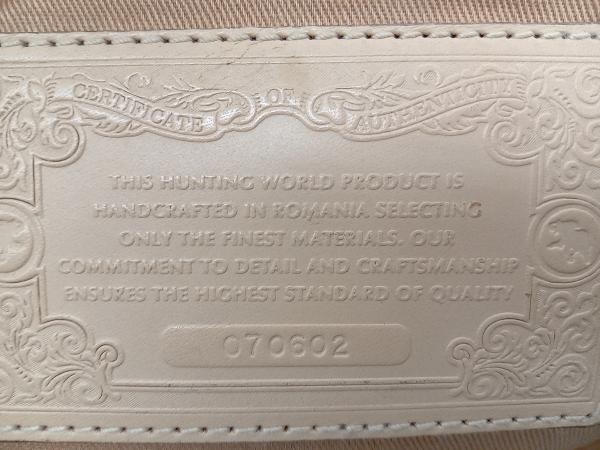 CERTIFICATE OF AUTHENTICITY
THIS HUNTING WORLD PRODUCT IS
HANDCRAFTED IN ROMANIA SELECTING
ONLY THE FINEST MATERIALS. OUR
COMMITMENT TO DETAIL AND CRAFTSMANSHIP
ENSURES THE HIGHEST STANDARD OF QUALITY
070602